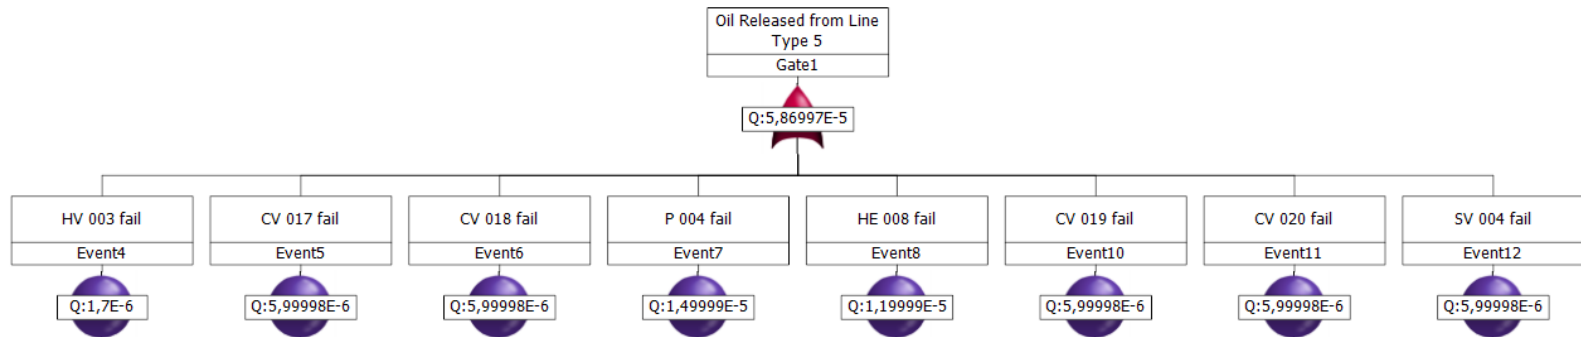 Oil Released from Line
Type 5
Gate1
Q:5,86997E-5
HV 003 fail
CV 017 fail
CV 018 fail
P 004 fail
HE 008 fail
CV 019 fail
CV 020 fail
SV 004 fail
Event4
Event5
Event6
Event7
Event8
Event10
Event11
Event12
Q:1,7E-6
Q:5,99998E-6
Q:5,99998E-6
Q:1,49999E-5
Q:1,19999E-5
Q:5,99998E-6
Q:5,99998E-6
Q:5,99998E-6